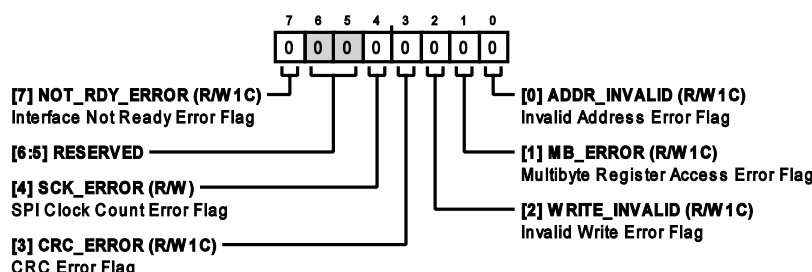 7 6 5 4 3 2 1 0
0 0 0 0 0 0 0 0
[7] NOT_RDY_ERROR (R/W1C)
Interface Not Ready Error Flag
[6:5] RESERVED
[4] SCK_ERROR (R/W)
SPI Clock Count Error Flag
[3] CRC_ERROR (R/W1C)
CRC Error Flag
[0] ADDR_INVALID (R/W1C)
Invalid Address Error Flag
[1] MB_ERROR (R/W1C)
Multibyte Register Access Error Flag
[2] WRITE_INVALID (R/W1C)
Invalid Write Error Flag